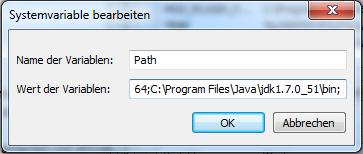 Systemvariable bearbeiten
Name der Variablen: Path
Wert der Variablen: 64;C:\Program Files\Java\jdk1.7.0_51\bin;
OK Abbrechen